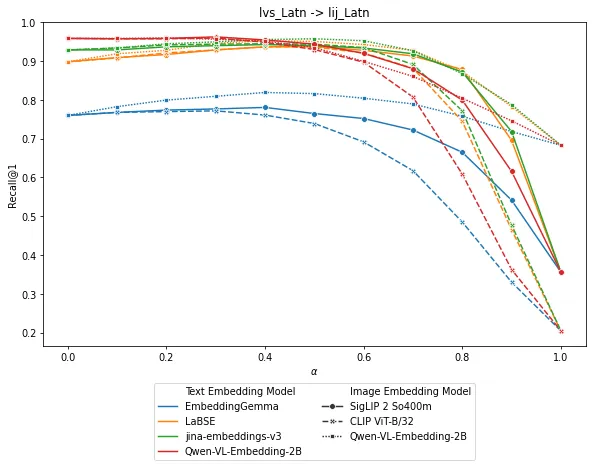 lvs_Latn -> lij_Latn
Recall@1
1.0
0.9
0.8
0.7
0.6
0.5
0.4
0.3
0.2
0.0 0.2 0.4 0.6 0.8 1.0
α
Text Embedding Model Image Embedding Model
EmbeddingGemma SigLIP 2 So400m
LaBSE CLIP ViT-B/32
jina-embeddings-v3 Qwen-VL-Embedding-2B
Qwen-VL-Embedding-2B